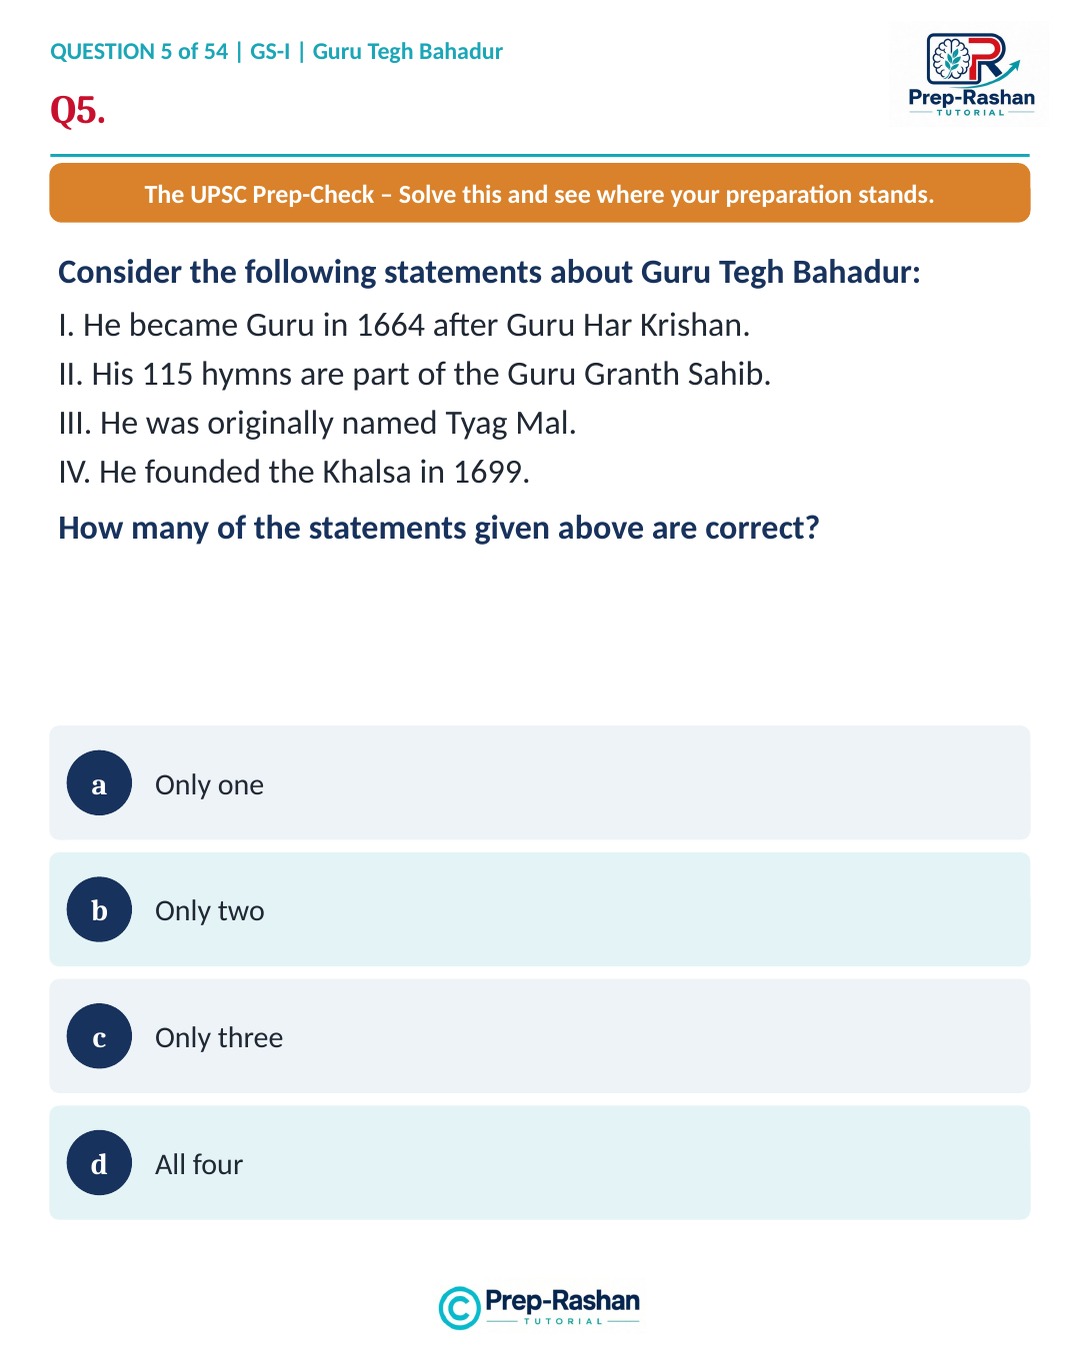 QUESTION 5 of 54 | GS-I | Guru Tegh Bahadur
Prep-Rashan
TUTORIAL
Q5.
The UPSC Prep-Check – Solve this and see where your preparation stands.
Consider the following statements about Guru Tegh Bahadur:
I. He became Guru in 1664 after Guru Har Krishan.
II. His 115 hymns are part of the Guru Granth Sahib.
III. He was originally named Tyag Mal.
IV. He founded the Khalsa in 1699.
How many of the statements given above are correct?
a Only one
b Only two
c Only three
d All four
© Prep-Rashan
TUTORIAL